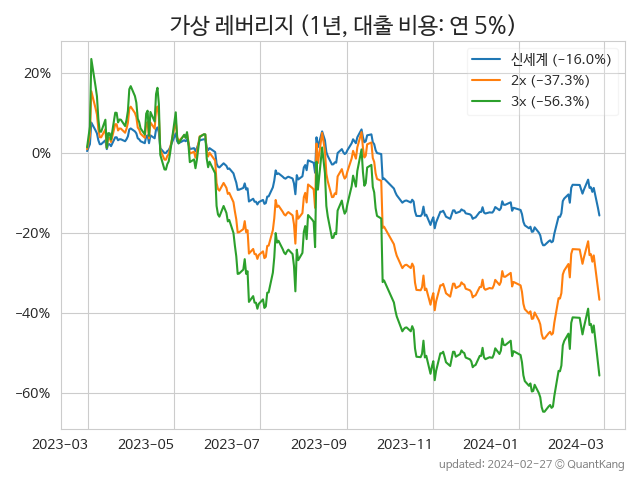 가상 레버리지 (1년, 대출 비용: 연 5%)
신세계 (−16.0%)
2x (−37.3%)
3x (−56.3%)
20%
0%
−20%
−40%
−60%
2023-03 2023-05 2023-07 2023-09 2023-11 2024-01 2024-03
updated: 2024-02-27 © QuantKang